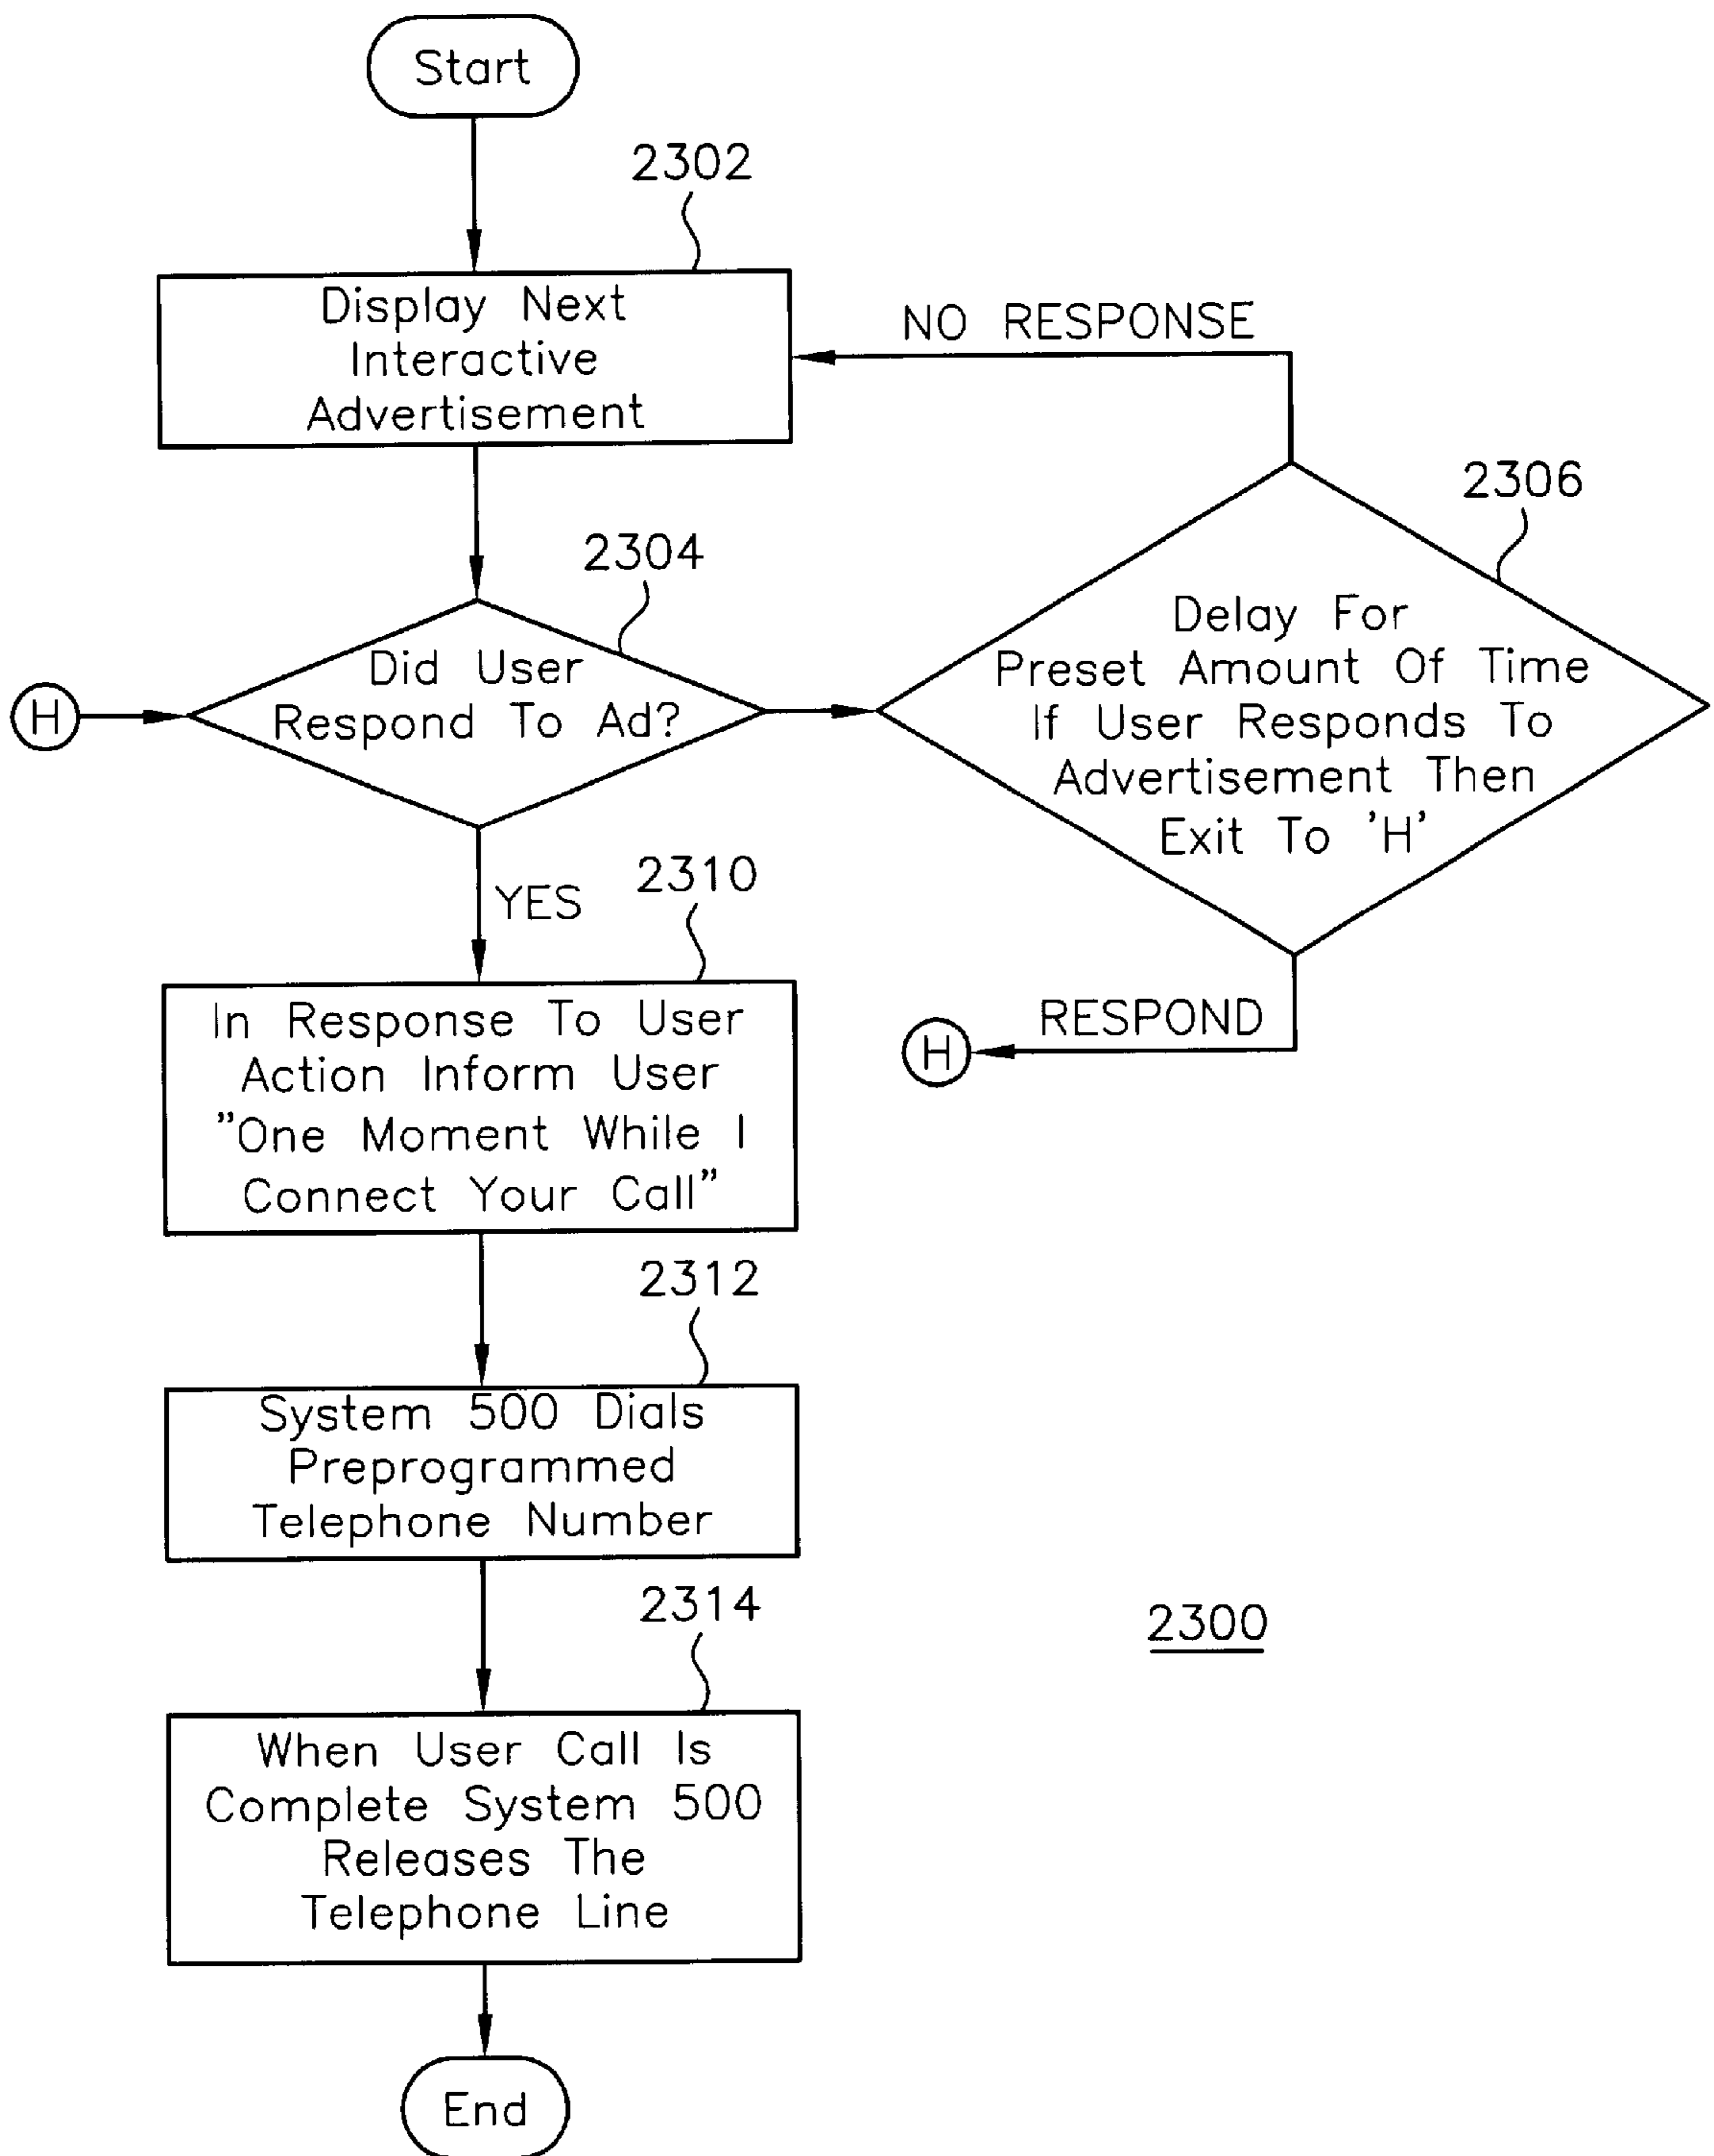 Start
2302
Display Next
Interactive
Advertisement
NO RESPONSE
2306
2304
Did User
Respond To Ad?
H
Delay For
Preset Amount Of Time
If User Responds To
Advertisement Then
Exit To 'H'
YES
2310
In Response To User
Action Inform User
"One Moment While I
Connect Your Call"
RESPOND
H
2312
System 500 Dials
Preprogrammed
Telephone Number
2314
2300
When User Call Is
Complete System 500
Releases The
Telephone Line
End